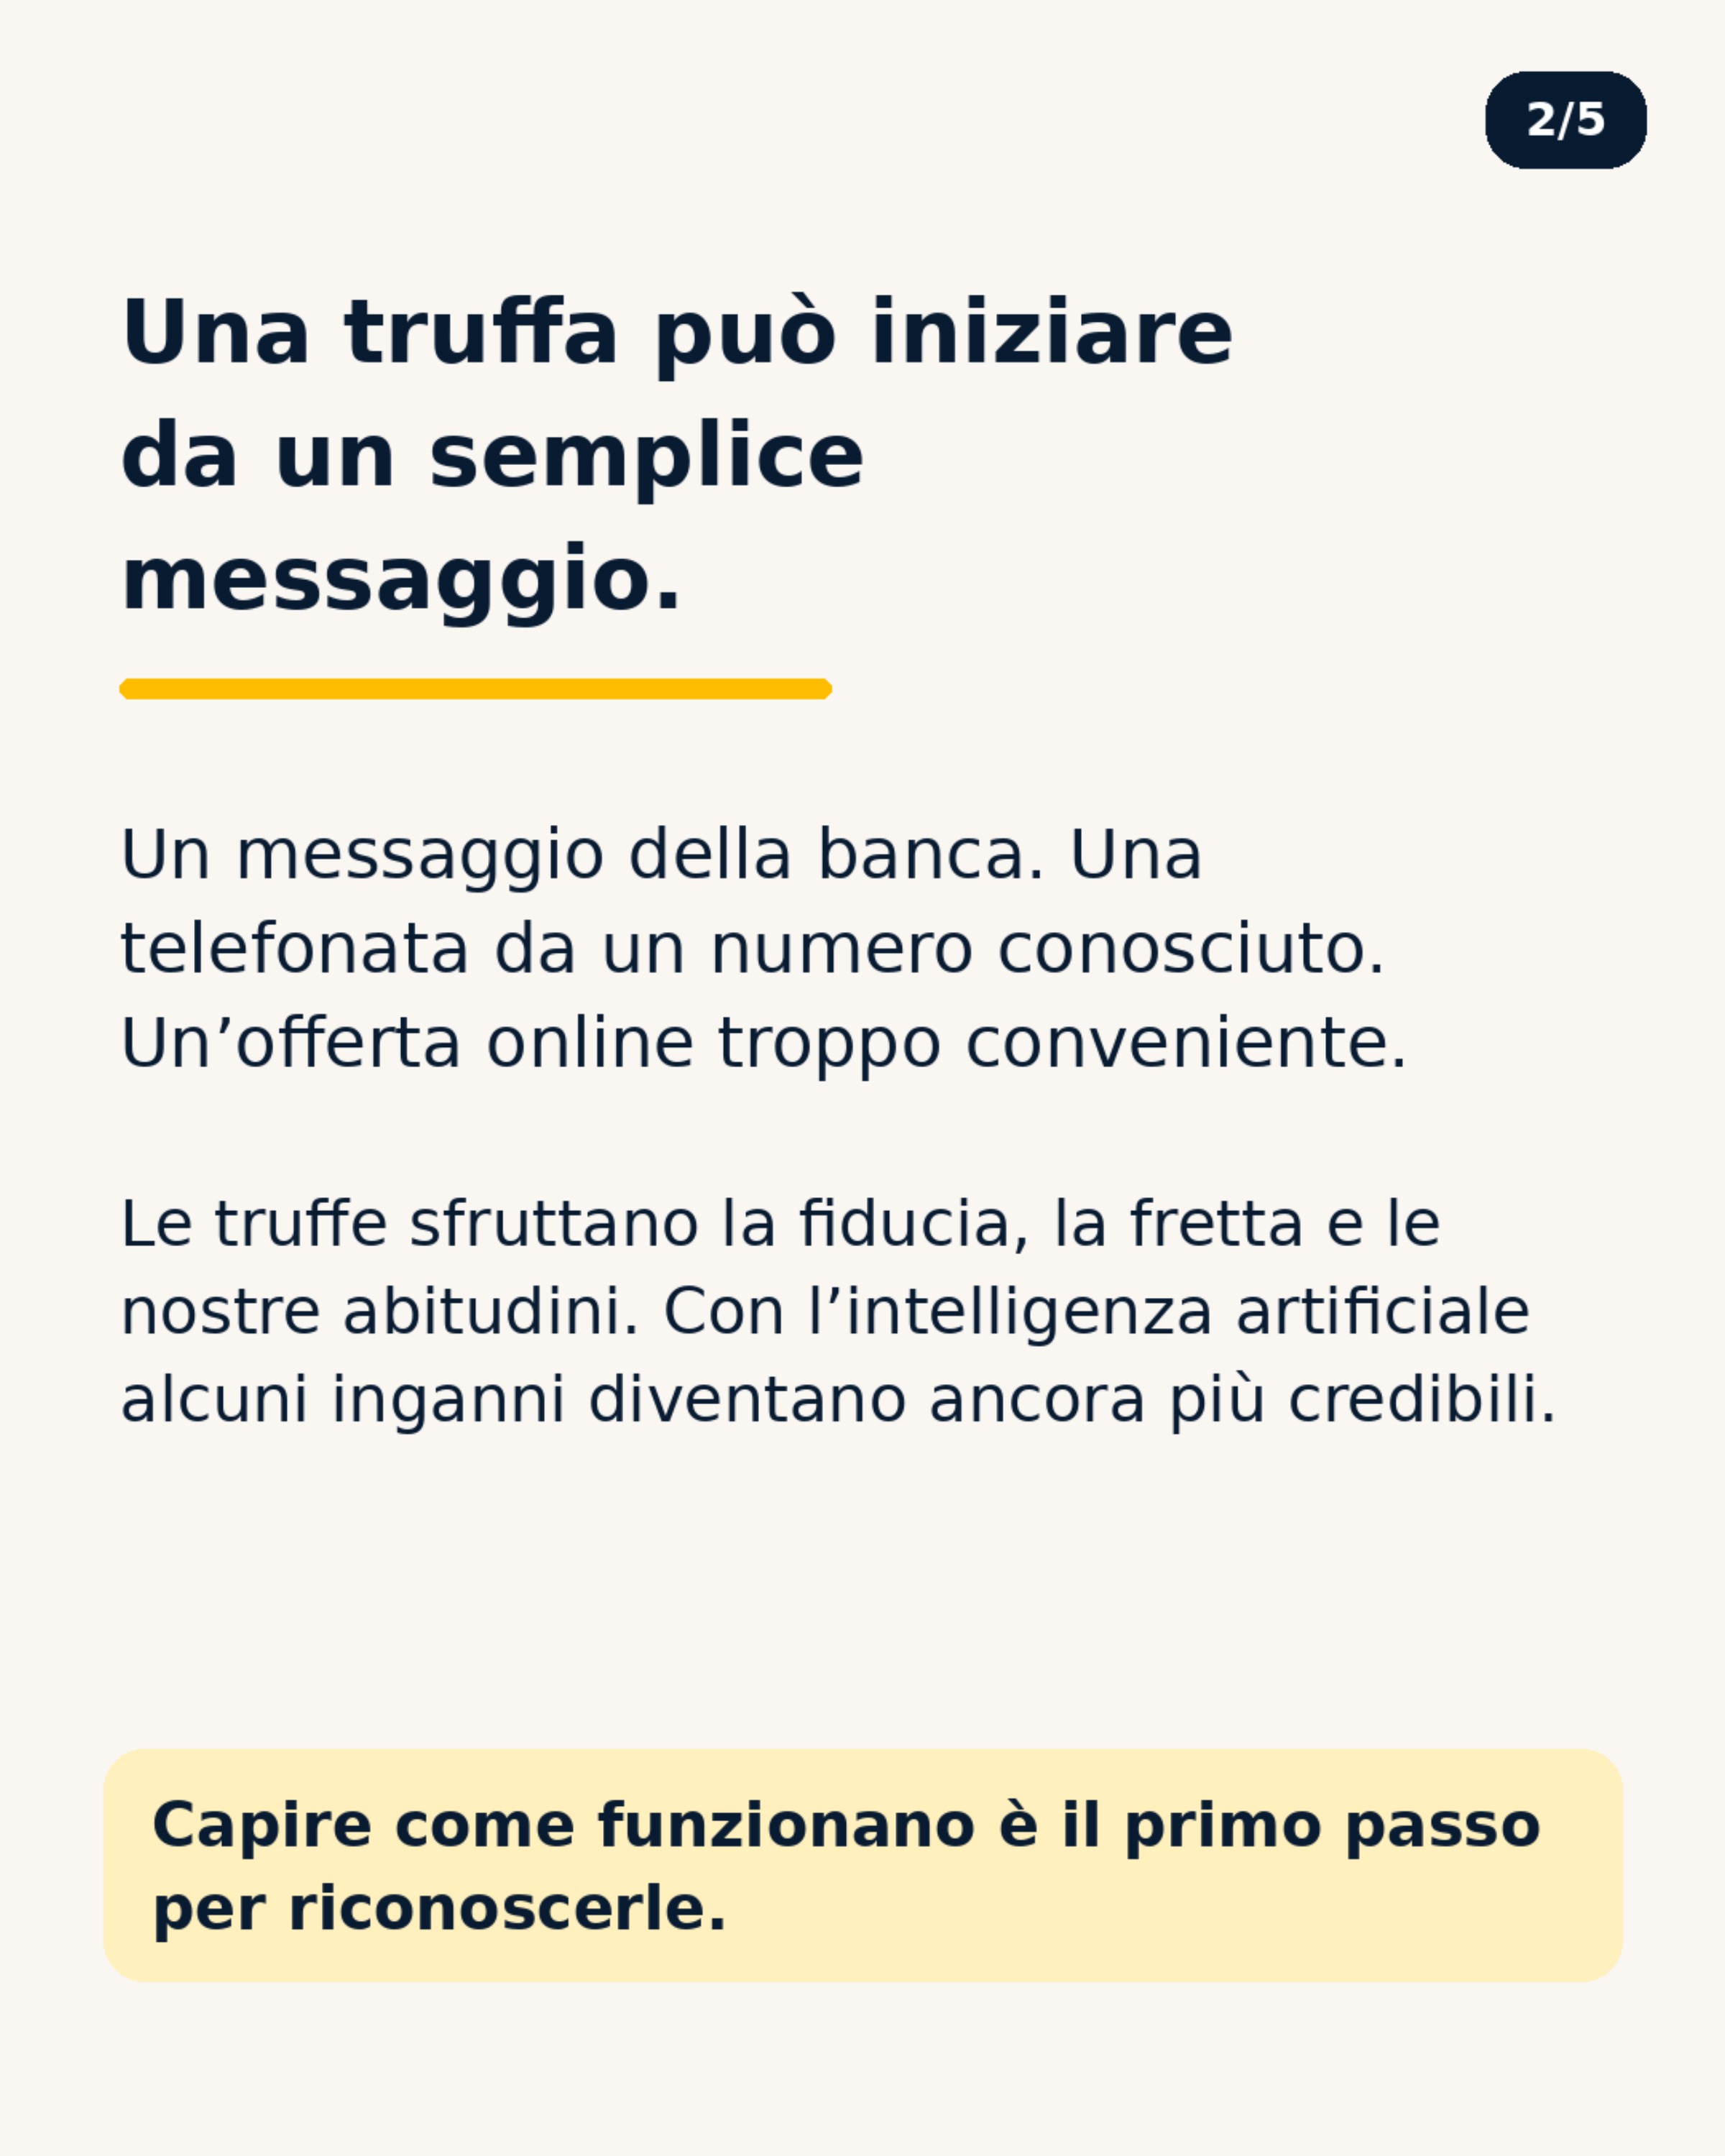 2/5
Una truffa può iniziare
da un semplice
messaggio.
Un messaggio della banca. Una
telefonata da un numero conosciuto.
Un’offerta online troppo conveniente.
Le truffe sfruttano la fiducia, la fretta e le
nostre abitudini. Con l’intelligenza artificiale
alcuni inganni diventano ancora più credibili.
Capire come funzionano è il primo passo
per riconoscerle.